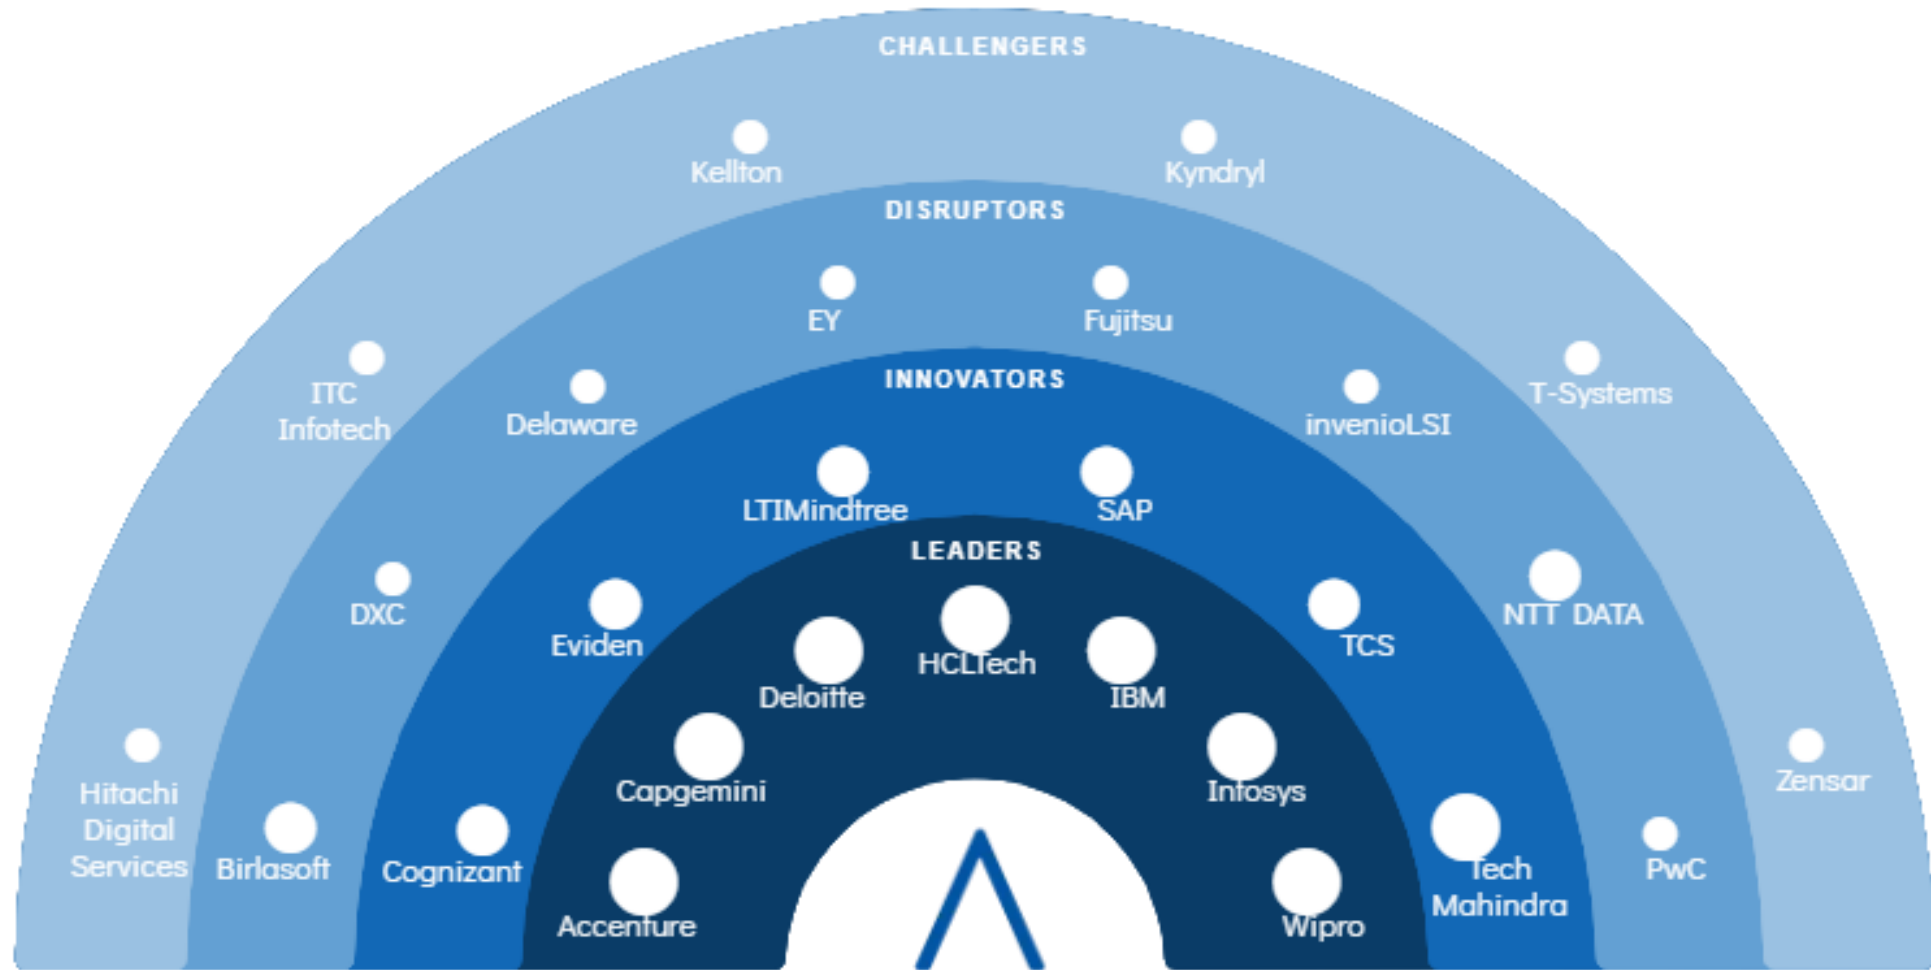 CHALLENGERS
Kellton
Kyndryl
ITC
Infotech
T-Systems
Hitachi
Digital
Services
Zensar
DISRUPTORS
EY
Fujitsu
Delaware
invenioLSI
DXC
NTT DATA
Birlasoft
PwC
INNOVATORS
LTIMindtree
SAP
Eviden
TCS
Cognizant
Tech
Mahindra
LEADERS
HCLTech
Deloitte
IBM
Capgemini
Infosys
Accenture
Wipro